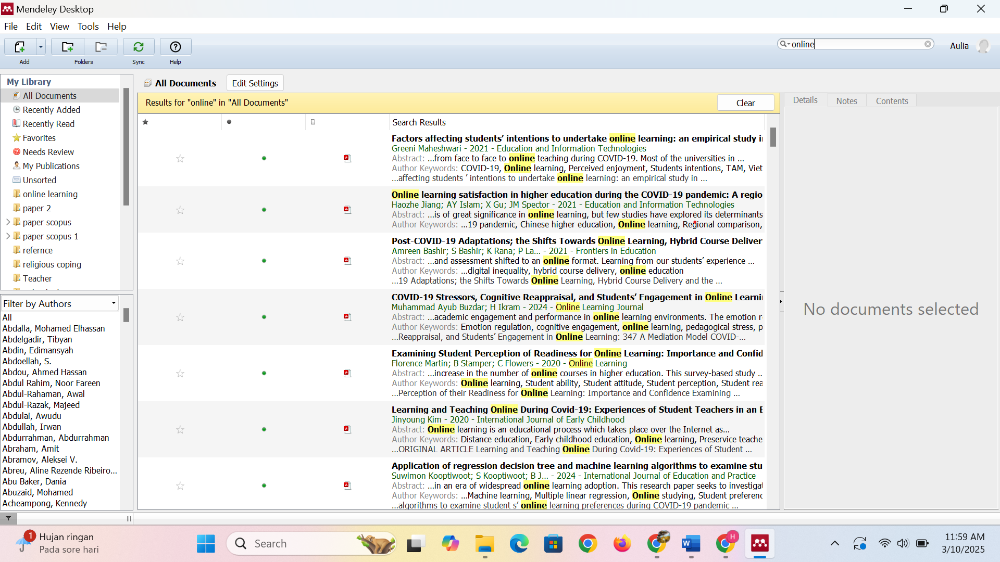 Mendeley Desktop
File Edit View Tools Help
Add Folders Sync Help
online
Aulia
My Library
All Documents
Recently Added
Recently Read
Favorites
Needs Review
My Publications
Unsorted
online learning
paper 2
paper scopus
paper scopus 1
refernce
religious coping
Teacher
Filter by Authors
All
Abdalla, Mohamed Elhassan
Abdelgadir, Tibyan
Abdin, Edimansyah
Abdoellah, S.
Abdou, Ahmed Hassan
Abdul Rahim, Noor Fareen
Abdul-Rahaman, Awal
Abdul-Razak, Majeed
Abdulai, Awudu
Abdullah, Irwan
Abdurrahman, Abdurrahman
Abraham, Amit
Abramov, Aleksei V.
Abreu, Aline Rezende Ribeiro...
Abu Baker, Dania
Abuzaid, Mohamed
Acheampong, Kennedy
All Documents Edit Settings
Results for "online" in "All Documents" Clear
Search Results
Factors affecting students’ intentions to undertake online learning: an empirical study i
Greeni Maheshwari - 2021 - Education and Information Technologies
Abstract: ...from face to face to online teaching during COVID-19. Most of the universities in ...
Author Keywords: COVID-19, Online learning, Perceived enjoyment, Students intentions, TAM, Viet
...affecting students ’ intentions to undertake online learning: an empirical study in ...
Online learning satisfaction in higher education during the COVID-19 pandemic: A regio
Haozhe Jiang; AY Islam; X Gu; JM Spector - 2021 - Education and Information Technologies
Abstract: ...is of great significance in online learning, but few studies have explored its determinants
Author Keywords: ...19 pandemic, Chinese higher education, Online learning, Regional comparison,
Post-COVID-19 Adaptations; the Shifts Towards Online Learning, Hybrid Course Deliver
Amreen Bashir; S Bashir; K Rana; P La... - 2021 - Frontiers in Education
Abstract: ...and assessment shifted to an online format. Learning from our students’ experience ...
Author Keywords: ...digital inequality, hybrid course delivery, online education
...19 Adaptations; the Shifts Towards Online Learning, Hybrid Course Delivery and the ...
COVID-19 Stressors, Cognitive Reappraisal, and Students’ Engagement in Online Learni
Muhammad Ayub Buzdar; H Ikram - 2024 - Online Learning Journal
Abstract: ...academic engagement and performance in online learning environments. The emotion r
Author Keywords: Emotion regulation, cognitive engagement, online learning, pedagogical stress, p
...Reappraisal, and Students’ Engagement in Online Learning: 347 A Mediation Model COVID-...
Examining Student Perception of Readiness for Online Learning: Importance and Confid
Florence Martin; B Stamper; C Flowers - 2020 - Online Learning
Abstract: ...increase in the number of online courses in higher education. This survey-based study ..
Author Keywords: Online learning, Student ability, Student attitude, Student perception, Student rea
...Perception of their Readiness for Online Learning: Importance and Confidence Examining ...
Learning and Teaching Online During Covid-19: Experiences of Student Teachers in an E
Jinyoung Kim - 2020 - International Journal of Early Childhood
Abstract: Online learning is an educational process which takes place over the Internet as...
Author Keywords: Distance education, Early childhood education, Online learning, Preservice teache
...ORIGINAL ARTICLE Learning and Teaching Online During Covid-19: Experiences of Student ...
Application of regression decision tree and machine learning algorithms to examine stu
Suwimon Kooptiwoot; S Kooptiwoot; B J... - 2024 - International Journal of Education and Practice
Abstract: ...in an era of widespread online learning adoption. This research paper seeks to investigat
Author Keywords: ...Machine learning, Multiple linear regression, Online studying, Student preferenc
...algorithms to examine student s’ online learning preferences during COVID-19 pandemic ...
Details Notes Contents
No documents selected
1
Hujan ringan
Pada sore hari
Search
H
11:59 AM
3/10/2025